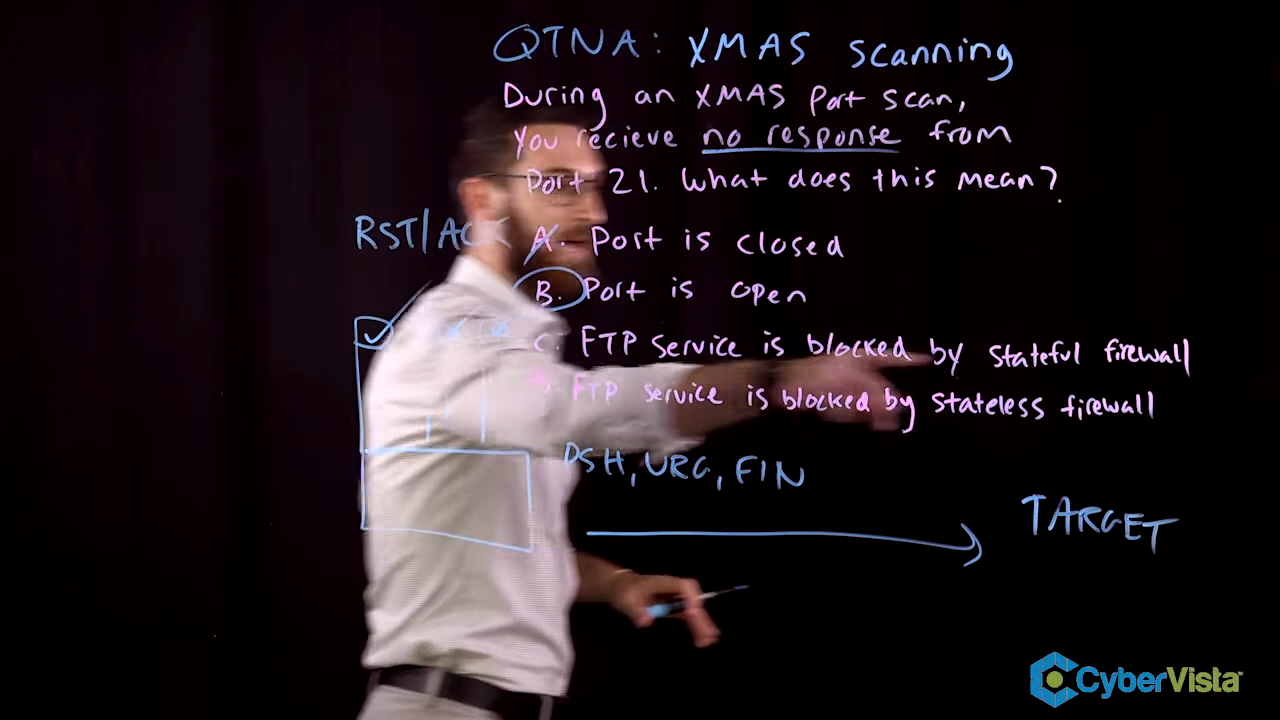 QTNA: XMAS scanning
During an XMAS port scan,
You recieve no response from
Port 21. What does this mean?
RST/ACK
A. Port is closed
B. Port is open
C. FTP service is blocked by stateful firewall
D. FTP service is blocked by stateless firewall
PSH, URG, FIN
TARGET
CyberVista